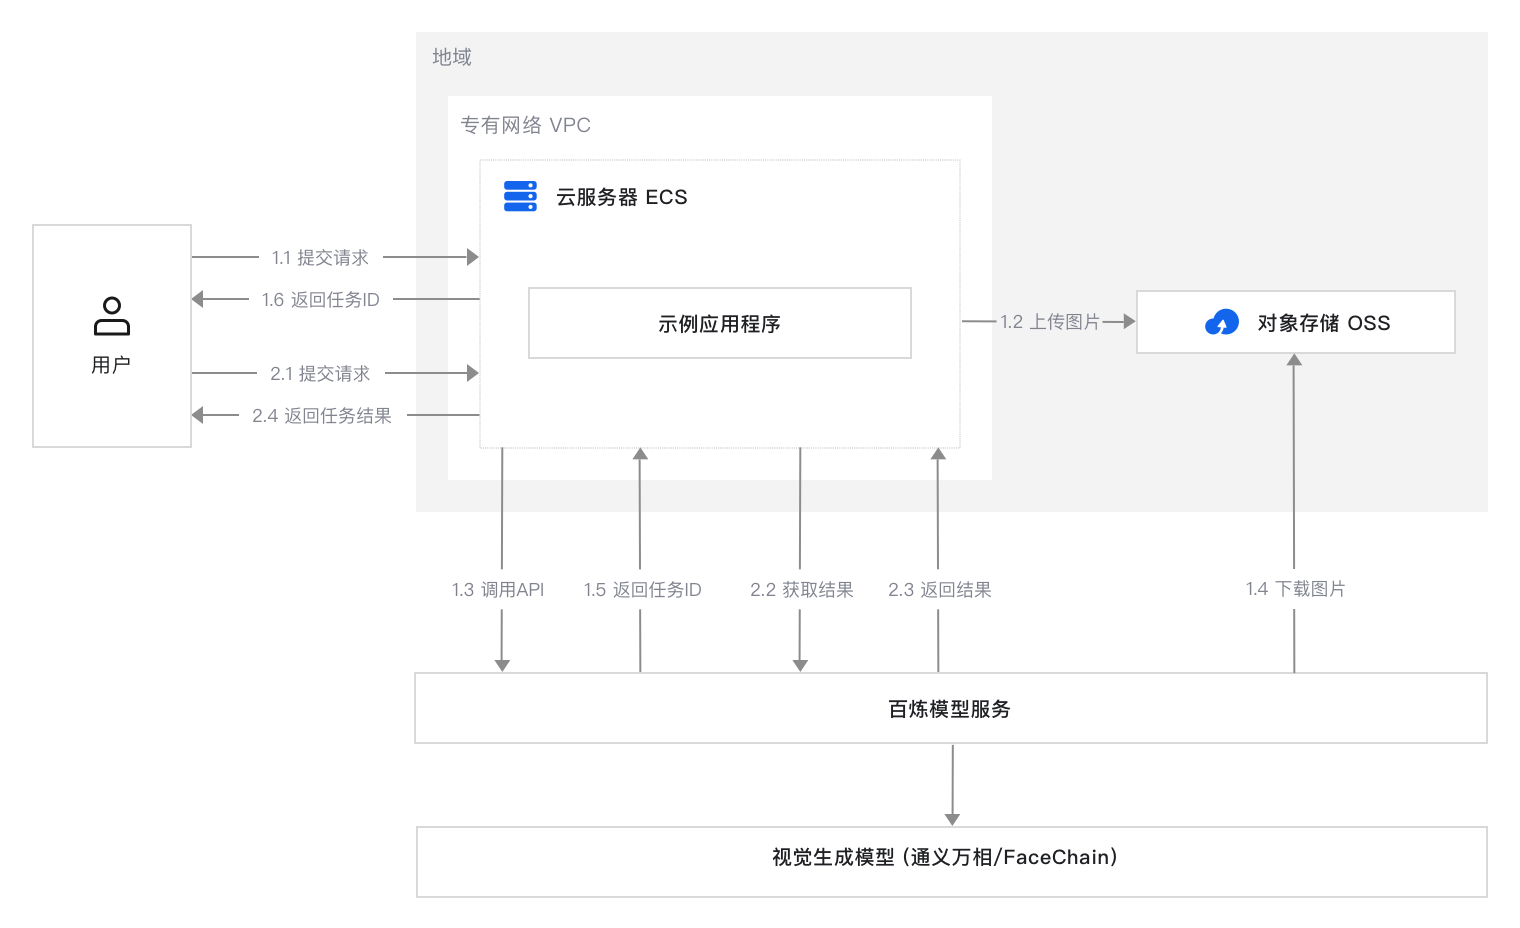 地域
专有网络 VPC
云服务器 ECS
1.1 提交请求
1.6 返回任务ID
示例应用程序
1.2 上传图片
对象存储 OSS
用户
2.1 提交请求
2.4 返回任务结果
1.3 调用API
1.5 返回任务ID
2.2 获取结果
2.3 返回结果
1.4 下载图片
百炼模型服务
视觉生成模型（通义万相/FaceChain）